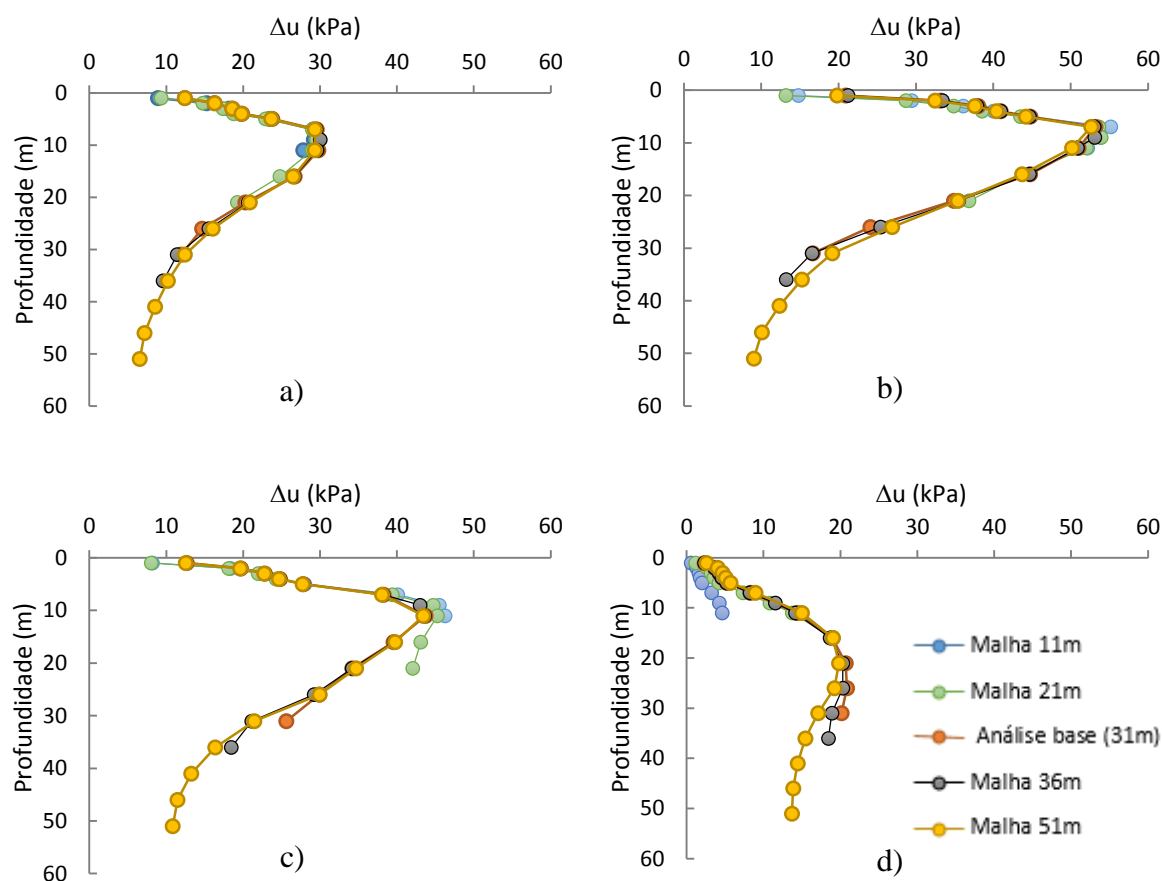 Δu (kPa)
0 10 20 30 40 50 60
0
10
20
30
40
50
60
Profundidade (m)
a)
Δu (kPa)
0 10 20 30 40 50 60
0
10
20
30
40
50
60
Profundidade (m)
b)
Δu (kPa)
0 10 20 30 40 50 60
0
10
20
30
40
50
60
Profundidade (m)
c)
Δu (kPa)
0 10 20 30 40 50 60
0
10
20
30
40
50
60
Profundidade (m)
Malha 11m
Malha 21m
Análise base (31m)
Malha 36m
Malha 51m
d)